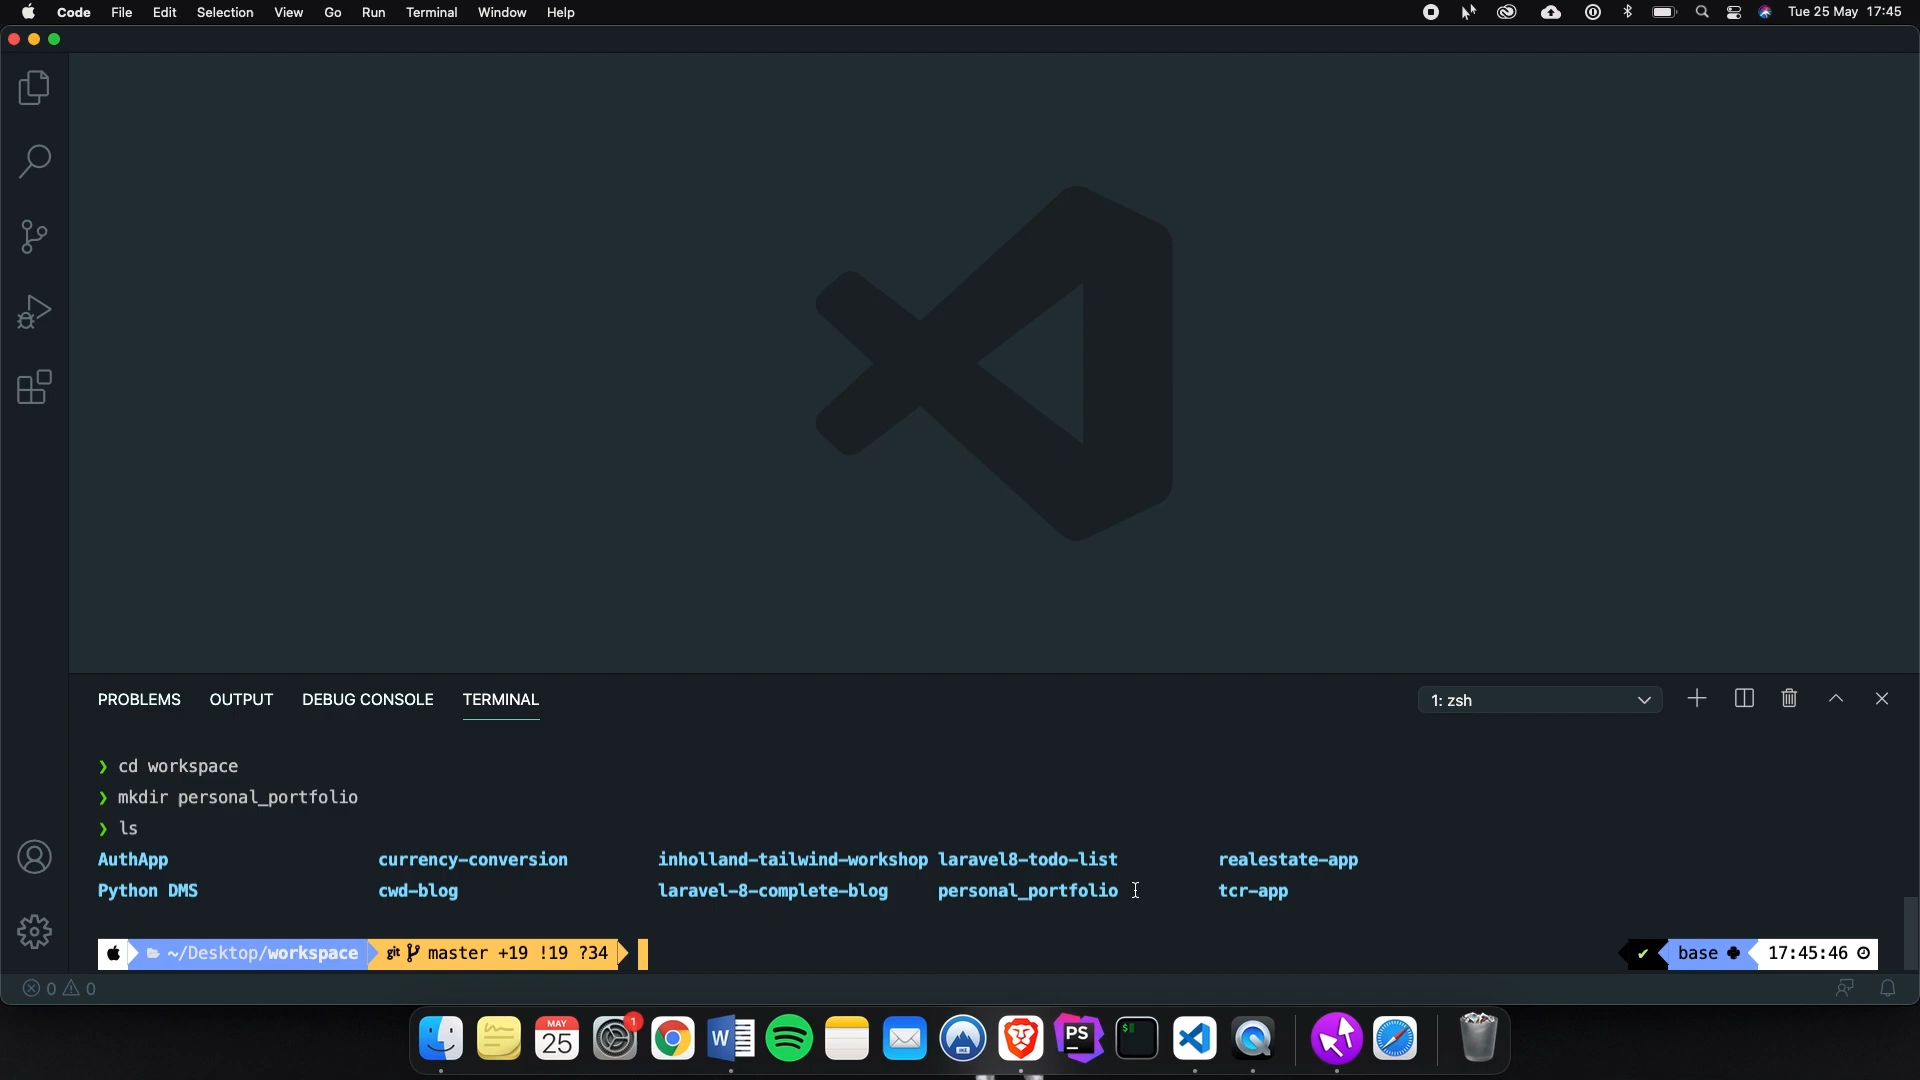 Code File Edit Selection View Go Run Terminal Window Help Tue 25 May 17:45
PROBLEMS OUTPUT DEBUG CONSOLE TERMINAL 1: zsh
❯ cd workspace
❯ mkdir personal_portfolio
❯ ls
AuthApp currency-conversion inholland-tailwind-workshop laravel8-todo-list realestate-app
Python DMS cwd-blog laravel-8-complete-blog personal_portfolio tcr-app
~/Desktop/workspace git master +19 !19 ?34 ✔ base 17:45:46
0 0
MAY
25
1
W
PS
$